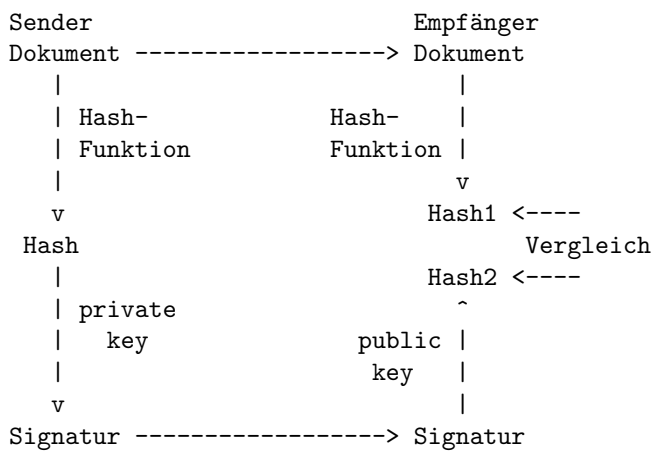 Sender Empfänger
Dokument ------------------> Dokument
| |
| Hash- Hash- |
| Funktion Funktion |
| v
v Hash1 <----
Hash Vergleich
| Hash2 <----
| private ^
| key public |
| key |
v |
Signatur ------------------> Signatur